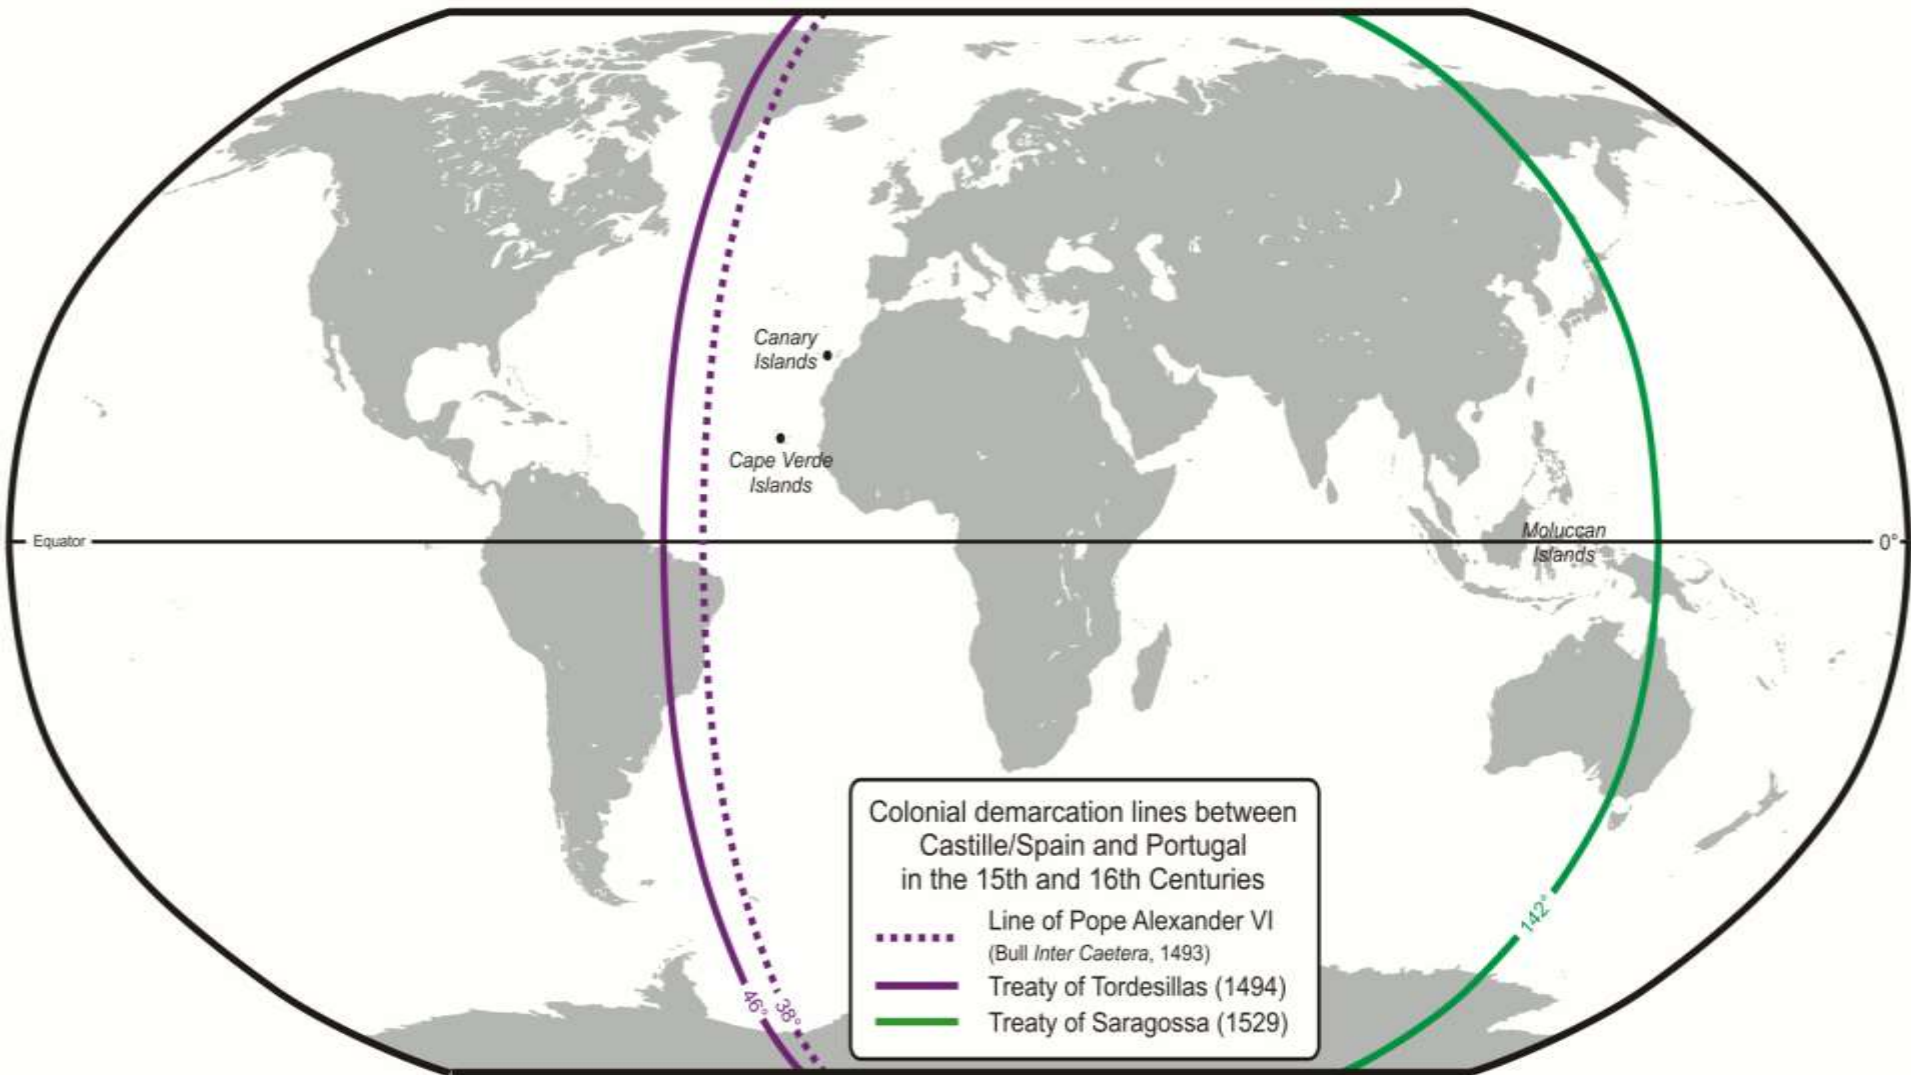 Canary
Islands
Cape Verde
Islands
Equator
Moluccan
Islands
0°
Colonial demarcation lines between
Castille/Spain and Portugal
in the 15th and 16th Centuries
Line of Pope Alexander VI
(Bull Inter Caetera, 1493)
Treaty of Tordesillas (1494)
Treaty of Saragossa (1529)
142°
46°
38°